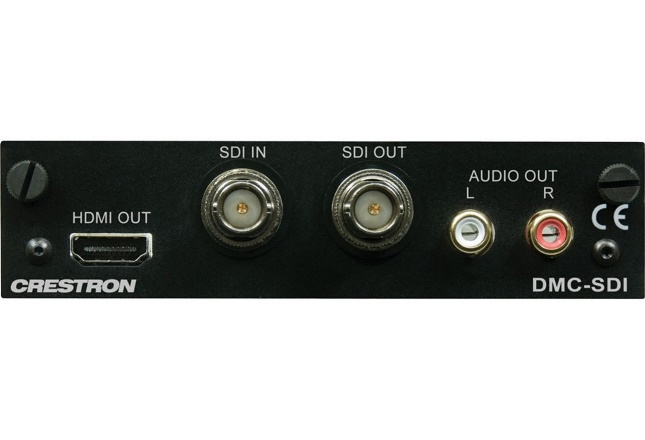 SDI IN
SDI OUT
AUDIO OUT
L R
HDMI OUT
CE
CRESTRON
DMC-SDI